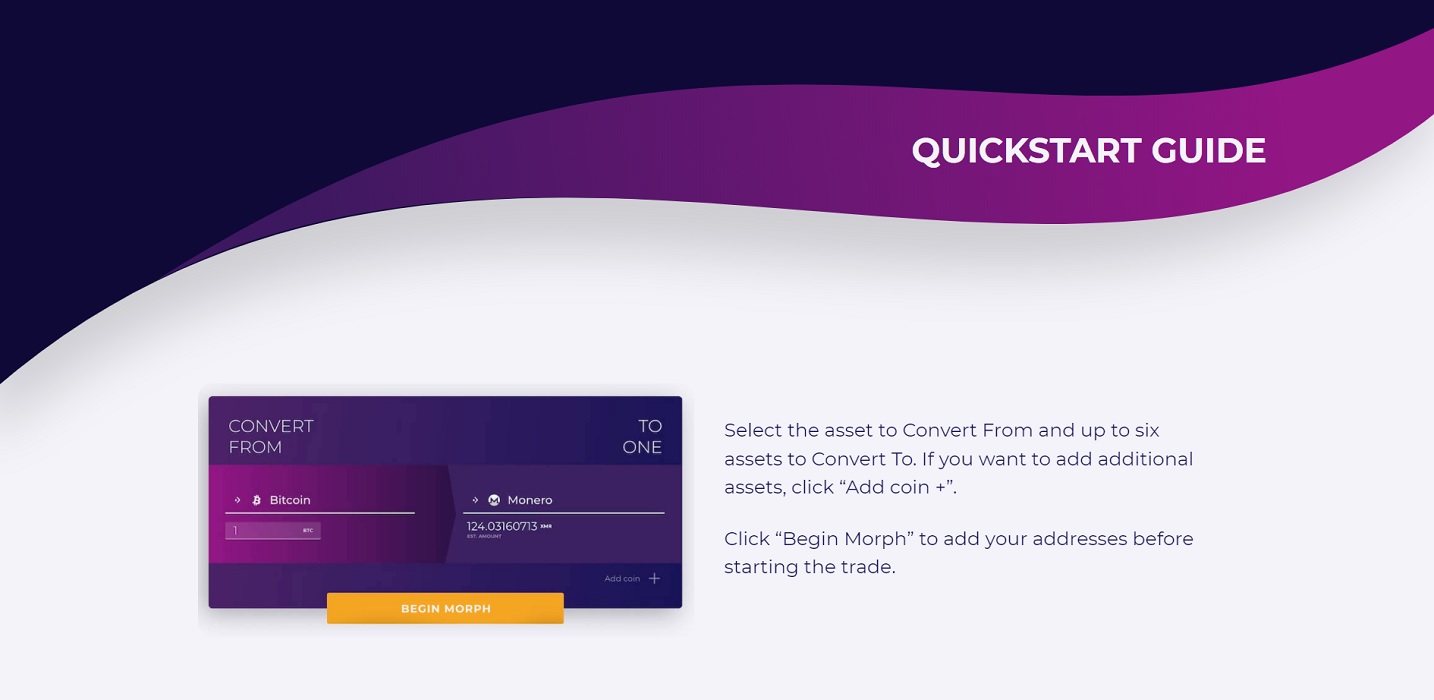 QUICKSTART GUIDE
CONVERT
FROM
TO
ONE
Bitcoin
1
BTC
Monero
124.03160713 XMR
EST. AMOUNT
Add coin +
BEGIN MORPH
Select the asset to Convert From and up to six
assets to Convert To. If you want to add additional
assets, click “Add coin +”.
Click “Begin Morph” to add your addresses before
starting the trade.